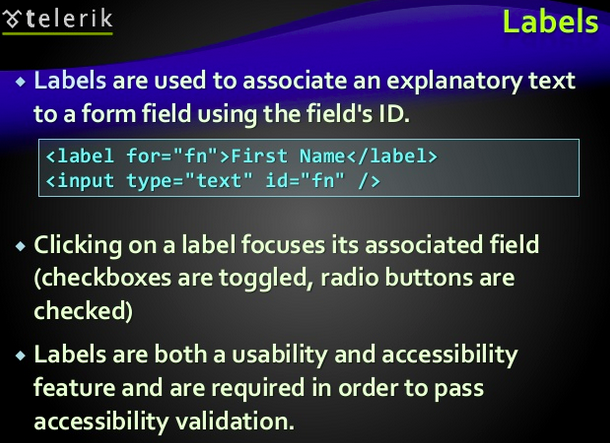 telerik
Labels
Labels are used to associate an explanatory text
to a form field using the field's ID.
<label for="fn">First Name</label>
<input type="text" id="fn" />
Clicking on a label focuses its associated field
(checkboxes are toggled, radio buttons are
checked)
Labels are both a usability and accessibility
feature and are required in order to pass
accessibility validation.